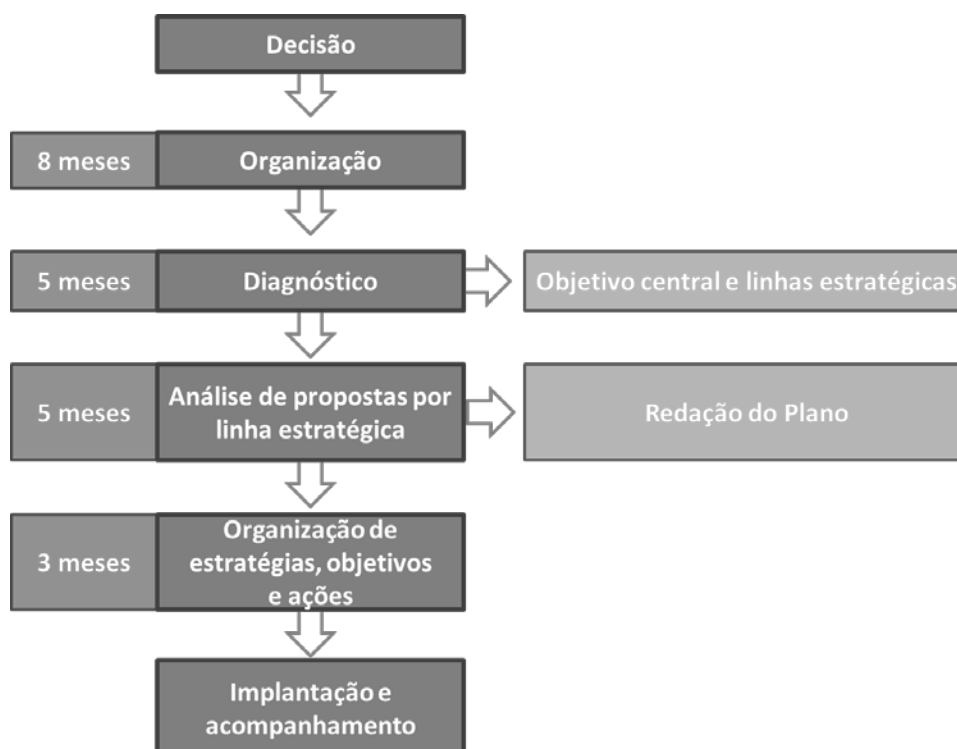 Decisão
8 meses
Organização
5 meses
Diagnóstico
Objetivo central e linhas estratégicas
5 meses
Análise de propostas por
linha estratégica
Redação do Plano
3 meses
Organização de
estratégias, objetivos
e ações
Implantação e
acompanhamento